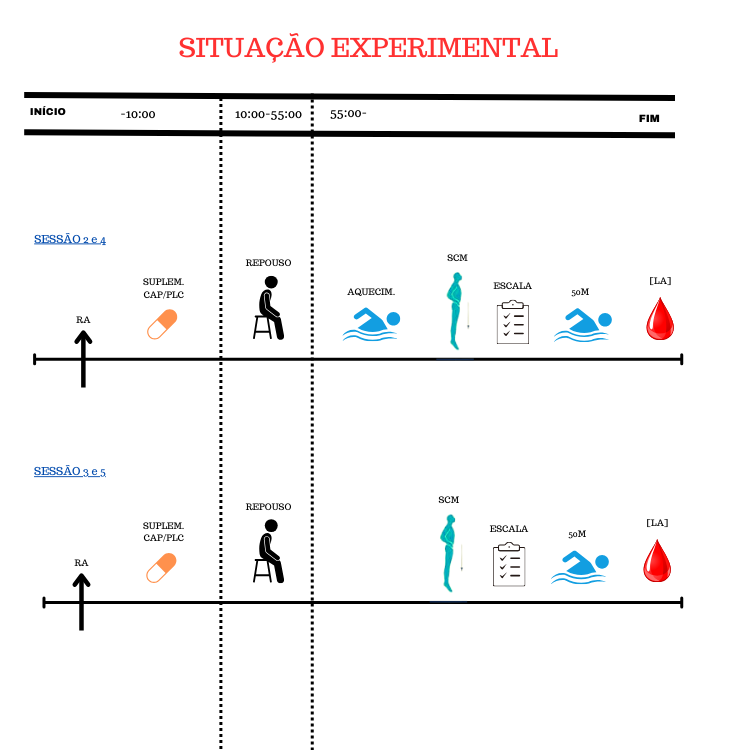 SITUAÇÃO EXPERIMENTAL
INÍCIO
-10:00
10:00-55:00
55:00-
FIM
SESSÃO 2 e 4
RA
SUPLEM.
CAP/PLC
REPOUSO
AQUECIM.
SCM
ESCALA
50M
[LA]
SESSÃO 3 e 5
RA
SUPLEM.
CAP/PLC
REPOUSO
SCM
ESCALA
50M
[LA]